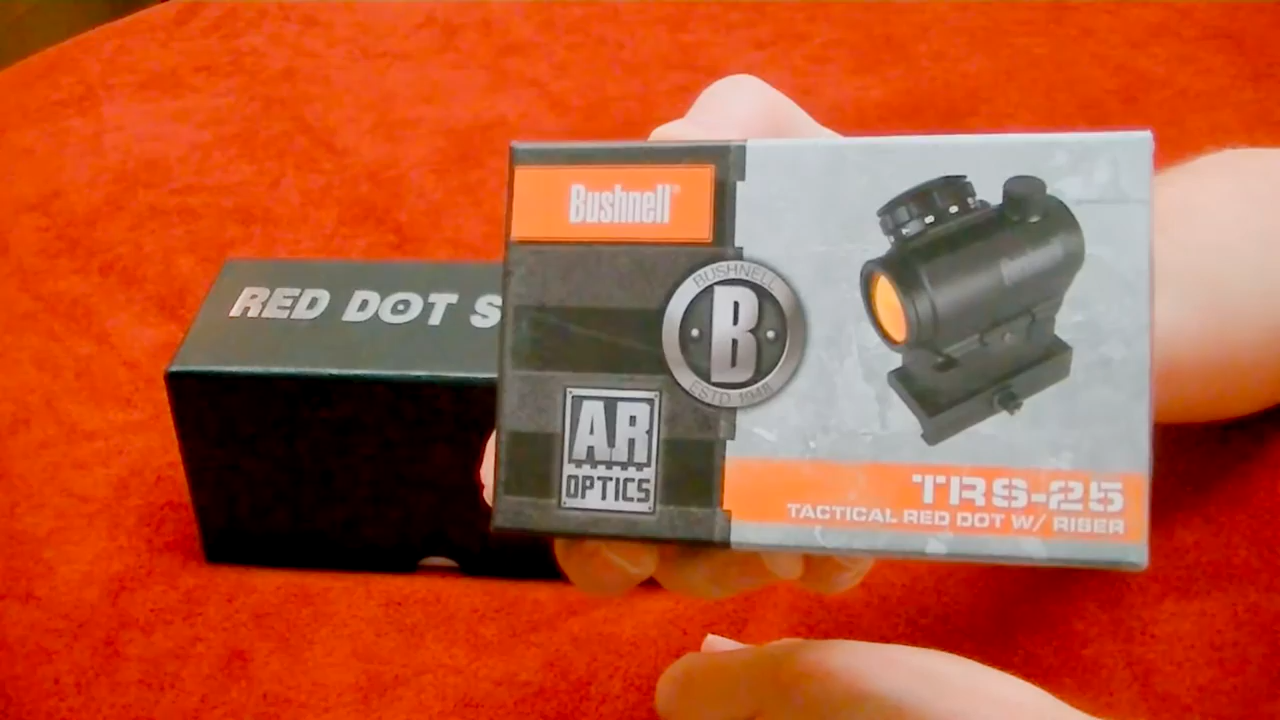 RED DOT S
Bushnell®
BUSHNELL
B
ESTD 1948
AR
OPTICS
TRS-25
TACTICAL RED DOT W/ RISER